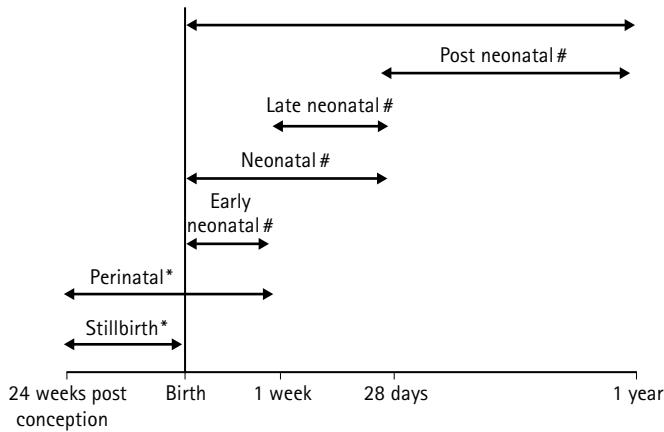 Post neonatal #
Late neonatal #
Neonatal #
Early
neonatal #
Perinatal*
Stillbirth*
24 weeks post
conception
Birth
1 week
28 days
1 year